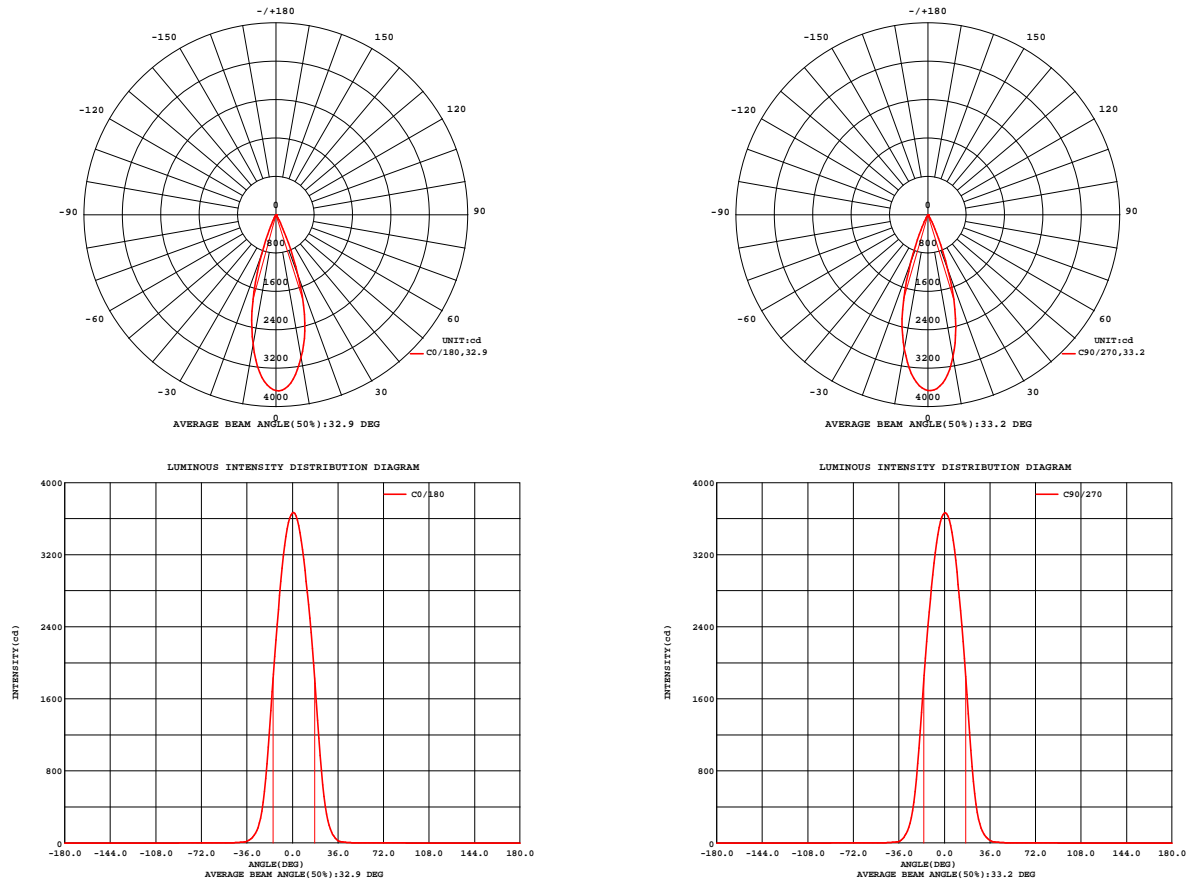 -/+180
-150
150
-120
120
-90
90
-60
60
-30
30
0
800
1600
2400
3200
4000
0
UNIT:cd
C0/180,32.9
AVERAGE BEAM ANGLE(50%):32.9 DEG
-/+180
-150
150
-120
120
-90
90
-60
60
-30
30
0
800
1600
2400
3200
4000
0
UNIT:cd
C90/270,33.2
AVERAGE BEAM ANGLE(50%):33.2 DEG
LUMINOUS INTENSITY DISTRIBUTION DIAGRAM
C0/180
INTENSITY(cd)
4000
3200
2400
1600
800
0
-180.0 -144.0 -108.0 -72.0 -36.0 0.0 36.0 72.0 108.0 144.0 180.0
ANGLE(DEG)
AVERAGE BEAM ANGLE(50%):32.9 DEG
LUMINOUS INTENSITY DISTRIBUTION DIAGRAM
C90/270
INTENSITY(cd)
4000
3200
2400
1600
800
0
-180.0 -144.0 -108.0 -72.0 -36.0 0.0 36.0 72.0 108.0 144.0 180.0
ANGLE(DEG)
AVERAGE BEAM ANGLE(50%):33.2 DEG